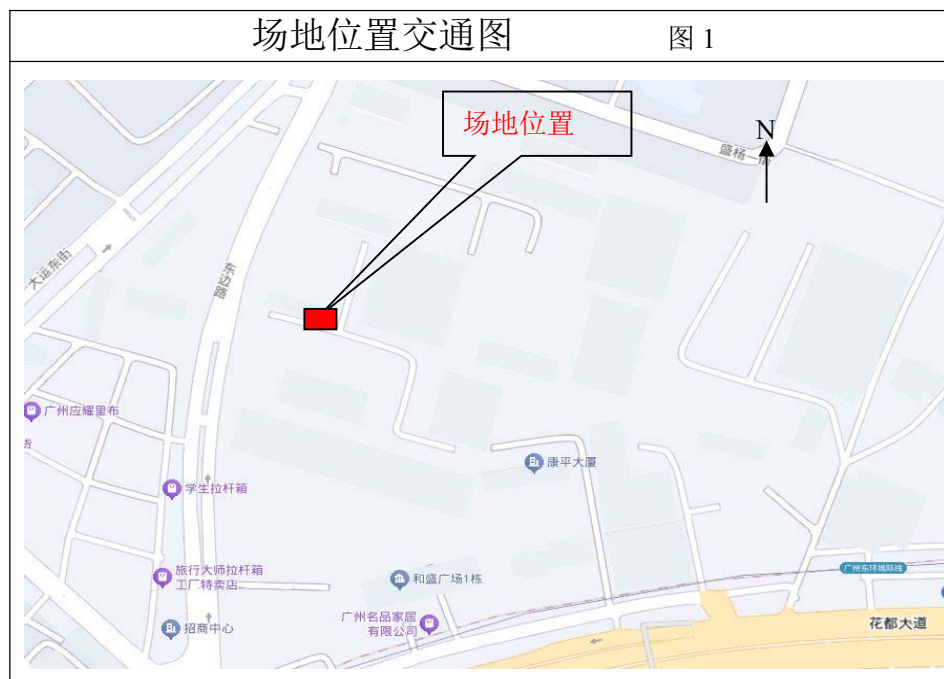 场地位置交通图 图 1
场地位置
N
盛杨一街
大运东街
东边路
广州应耀里布
康平大厦
学生拉杆箱
旅行大师拉杆箱
工厂特卖店
和盛广场1栋
广州东环城际线
广州名品家居
有限公司
招商中心
花都大道